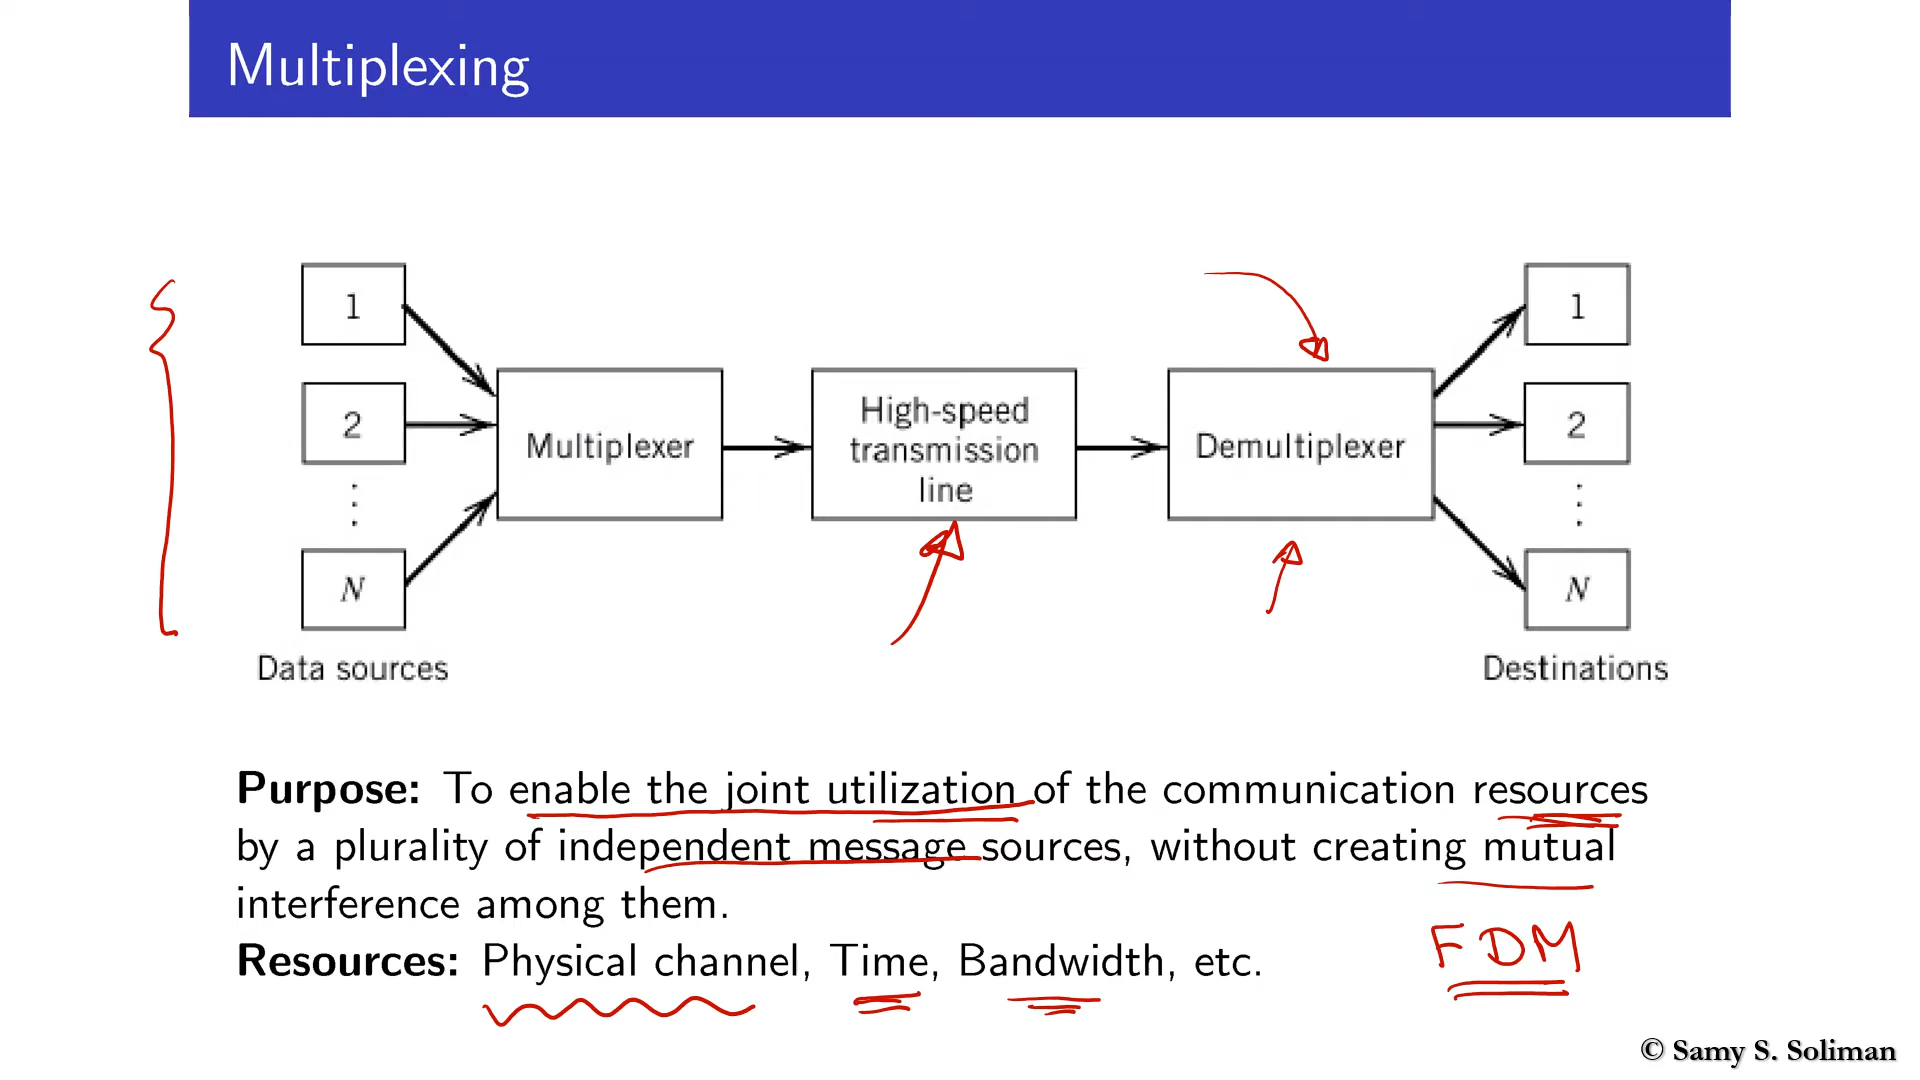 Multiplexing
1
2
N
Data sources
Multiplexer
High-speed
transmission
line
Demultiplexer
1
2
N
Destinations
Purpose: To enable the joint utilization of the communication resources
by a plurality of independent message sources, without creating mutual
interference among them.
Resources: Physical channel, Time, Bandwidth, etc.
FDM
© Samy S. Soliman